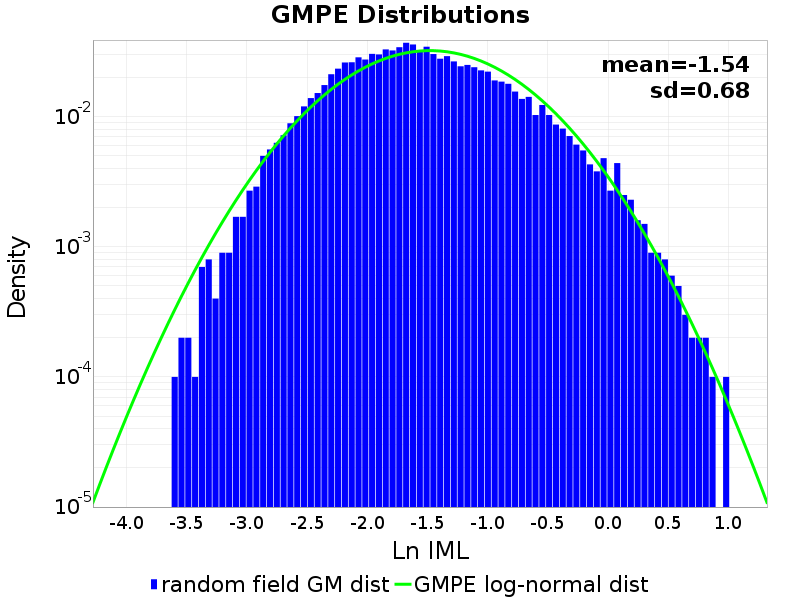 GMPE Distributions
mean=-1.54
sd=0.68
Density
10-2
10-3
10-4
10-5
-4.0 -3.5 -3.0 -2.5 -2.0 -1.5 -1.0 -0.5 0.0 0.5 1.0
Ln IML
random field GM dist GMPE log-normal dist